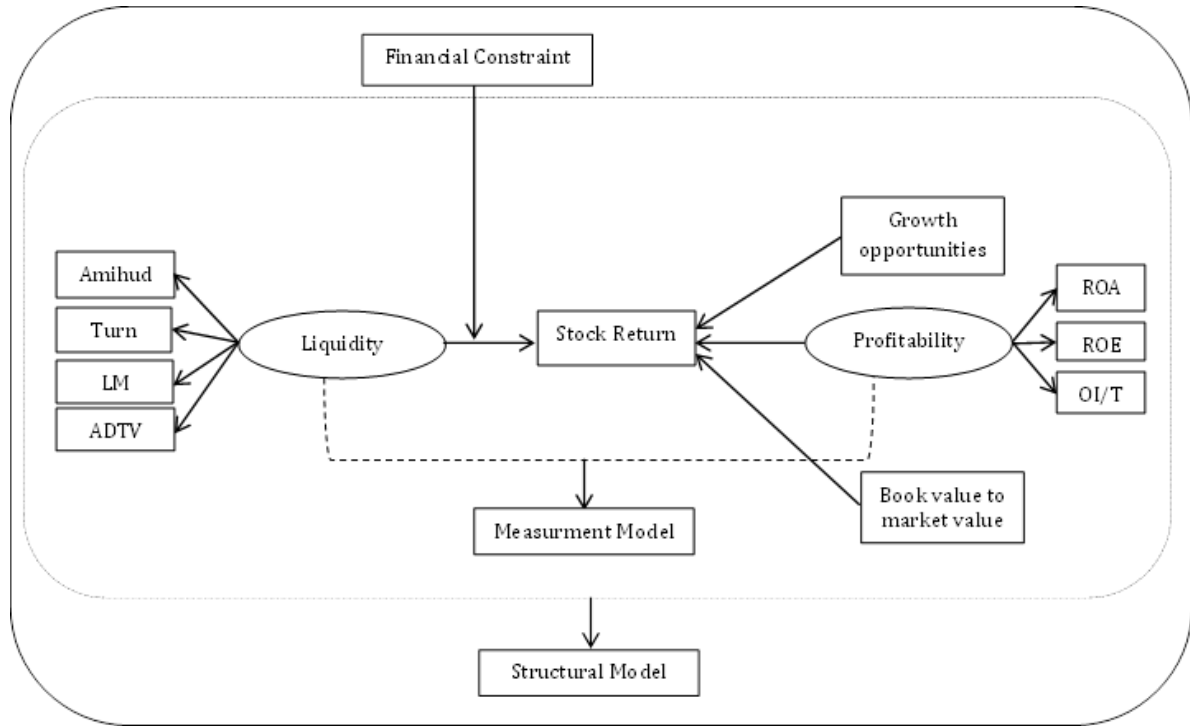 Financial Constraint
Growth
opportunities
Amihud
Turn
LM
ADTV
Liquidity
Stock Return
Profitability
ROA
ROE
OI/T
Book value to
market value
Measurment Model
Structural Model